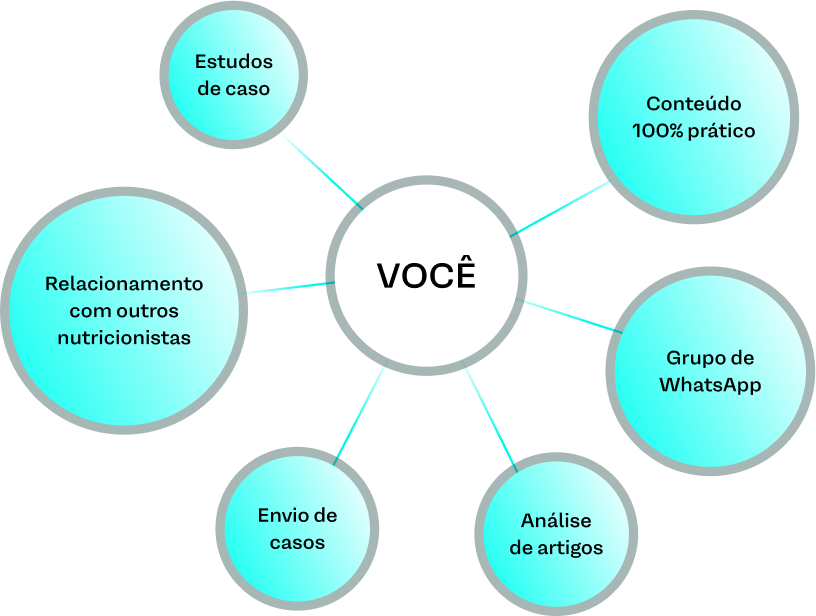 Estudos
de caso
Conteúdo
100% prático
VOCÊ
Relacionamento
com outros
nutricionistas
Grupo de
WhatsApp
Envio de
casos
Análise
de artigos